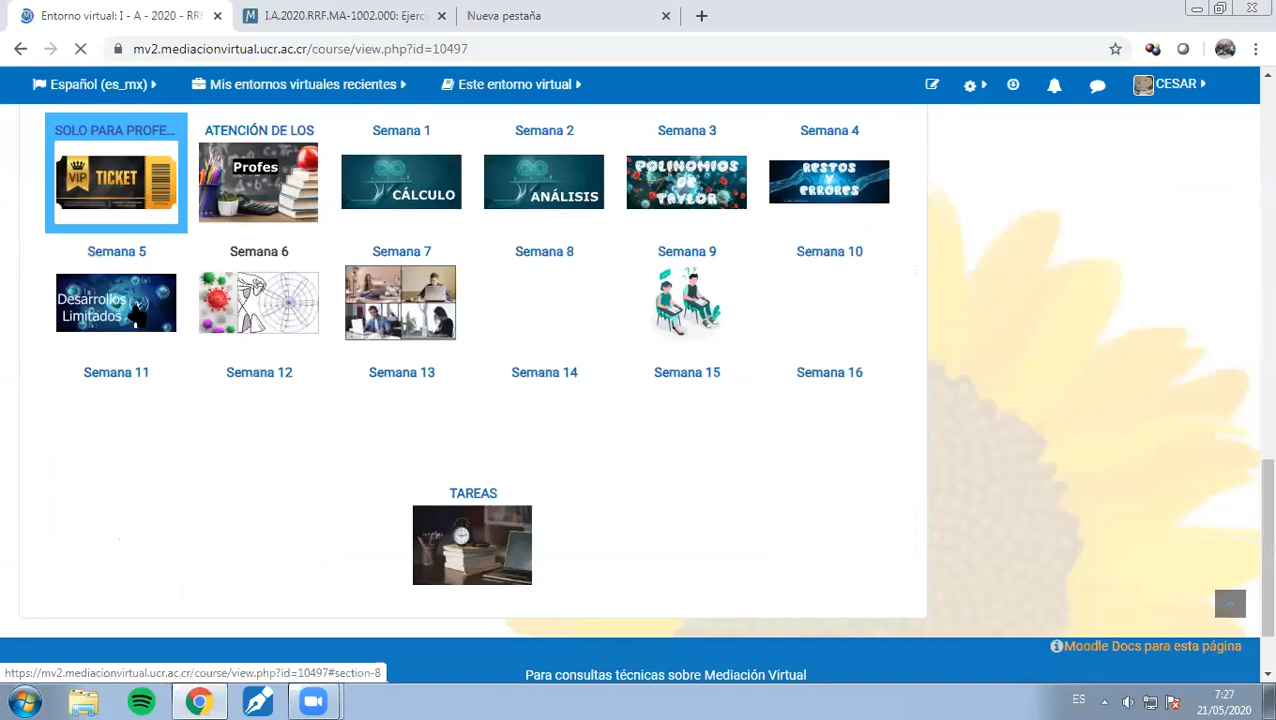 Entorno virtual: I - A - 2020.- RRF
I.A.2020.RRF.MA-1002.000: Ejerci
Nueva pestaña
mv2.mediacionvirtual.ucr.ac.cr/course/view.php?id=10497
Español (es_mx)
Mis entornos virtuales recientes
Este entorno virtual
CESAR
SOLO PARA PROFE...
ATENCIÓN DE LOS
Semana 1
Semana 2
Semana 3
Semana 4
VIP TICKET
Profes
CÁLCULO
ANÁLISIS
POLINOMIOS
DE
TAYLOR
RESTOS
Y
ERRORES
Semana 5
Semana 6
Semana 7
Semana 8
Semana 9
Semana 10
Desarrollos
Limitados
Semana 11
Semana 12
Semana 13
Semana 14
Semana 15
Semana 16
TAREAS
Moodle Docs para esta página
https://mv2.mediacionvirtual.ucr.ac.cr/course/view.php?id=10497#section-8
Para consultas técnicas sobre Mediación Virtual
ES
7:27
21/05/2020